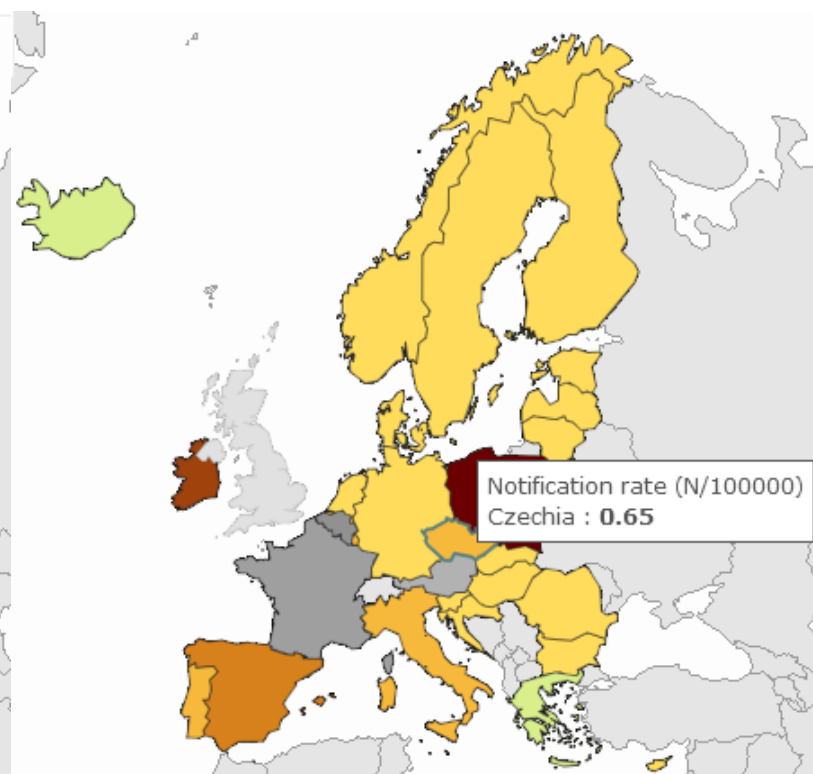 Notification rate (N/100000)
Czechia : 0.65